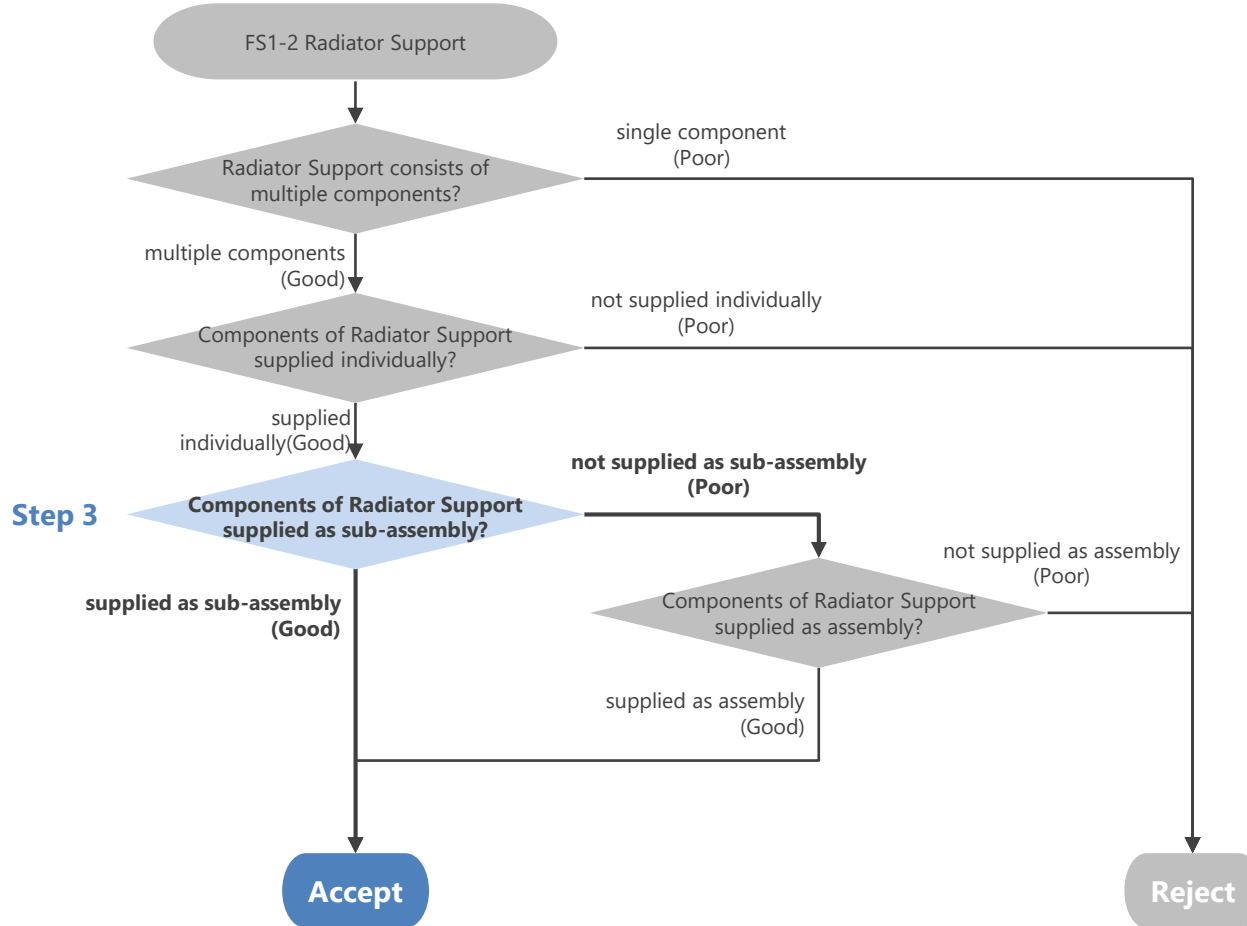 FS1-2 Radiator Support
single component
(Poor)
Radiator Support consists of
multiple components?
multiple components
(Good)
not supplied individually
(Poor)
Components of Radiator Support
supplied individually?
supplied
individually(Good)
not supplied as sub-assembly
(Poor)
Step 3
Components of Radiator Support
supplied as sub-assembly?
not supplied as assembly
(Poor)
supplied as sub-assembly
(Good)
Components of Radiator Support
supplied as assembly?
supplied as assembly
(Good)
Accept
Reject